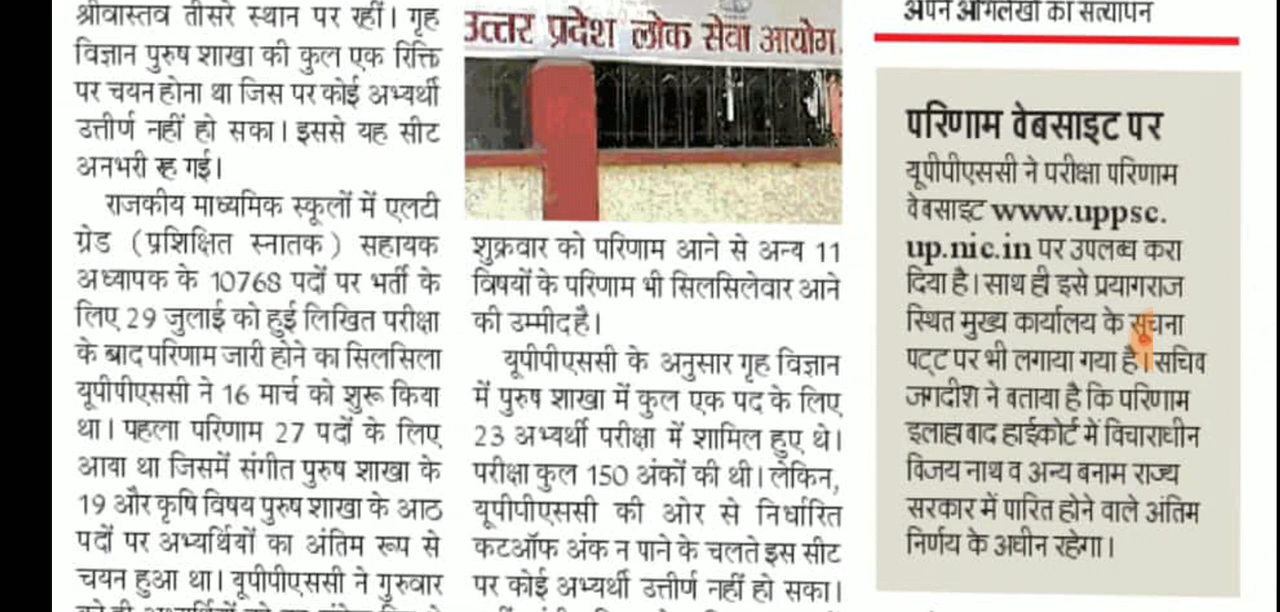 श्रीवास्तव तीसरे स्थान पर रहीं। गृह
विज्ञान पुरुष शाखा की कुल एक रिक्ति
पर चयन होना था जिस पर कोई अभ्यर्थी
उत्तीर्ण नहीं हो सका। इससे यह सीट
अनभरी रह गई।
राजकीय माध्यमिक स्कूलों में एलटी
ग्रेड (प्रशिक्षित स्नातक) सहायक
अध्यापक के 10768 पदों पर भर्ती के
लिए 29 जुलाई को हुई लिखित परीक्षा
के बाद परिणाम जारी होने का सिलसिला
यूपीपीएससी ने 16 मार्च को शुरू किया
था। पहला परिणाम 27 पदों के लिए
आया था जिसमें संगीत पुरुष शाखा के
19 और कृषि विषय पुरुष शाखा के आठ
पदों पर अभ्यर्थियों का अंतिम रूप से
चयन हुआ था। यूपीपीएससी ने गुरुवार
उत्तर प्रदेश लोक सेवा आयोग
शुक्रवार को परिणाम आने से अन्य 11
विषयों के परिणाम भी सिलसिलेवार आने
की उम्मीद है।
यूपीपीएससी के अनुसार गृह विज्ञान
में पुरुष शाखा में कुल एक पद के लिए
23 अभ्यर्थी परीक्षा में शामिल हुए थे।
परीक्षा कुल 150 अंकों की थी। लेकिन,
यूपीपीएससी की ओर से निर्धारित
कटऑफ अंक न पाने के चलते इस सीट
पर कोई अभ्यर्थी उत्तीर्ण नहीं हो सका।
अपने अभिलेखों का सत्यापन
परिणाम वेबसाइट पर
यूपीपीएससी ने परीक्षा परिणाम
वेबसाइट www.uppsc.
up.nic.in पर उपलब्ध करा
दिया है। साथ ही इसे प्रयागराज
स्थित मुख्य कार्यालय के सूचना
पट्ट पर भी लगाया गया है। सचिव
जगदीश ने बताया है कि परिणाम
इलाहाबाद हाईकोर्ट में विचाराधीन
विजय नाथ व अन्य बनाम राज्य
सरकार में पारित होने वाले अंतिम
निर्णय के अधीन रहेगा।